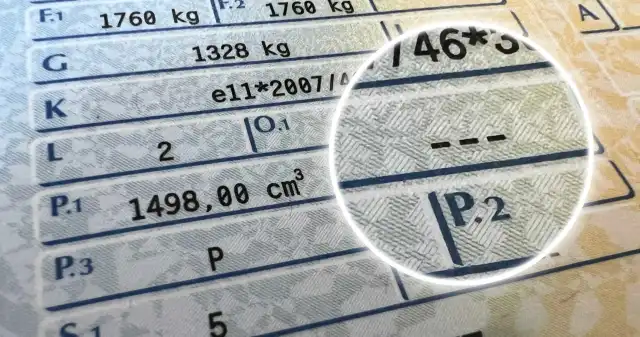 F.1 1760 kg F.2 1760 kg
G 1328 kg A
K e11*2007/ /46*3
L 2 O.1 ---
P.1 1498,00 cm³ P.2
P.3 P
S.1 5